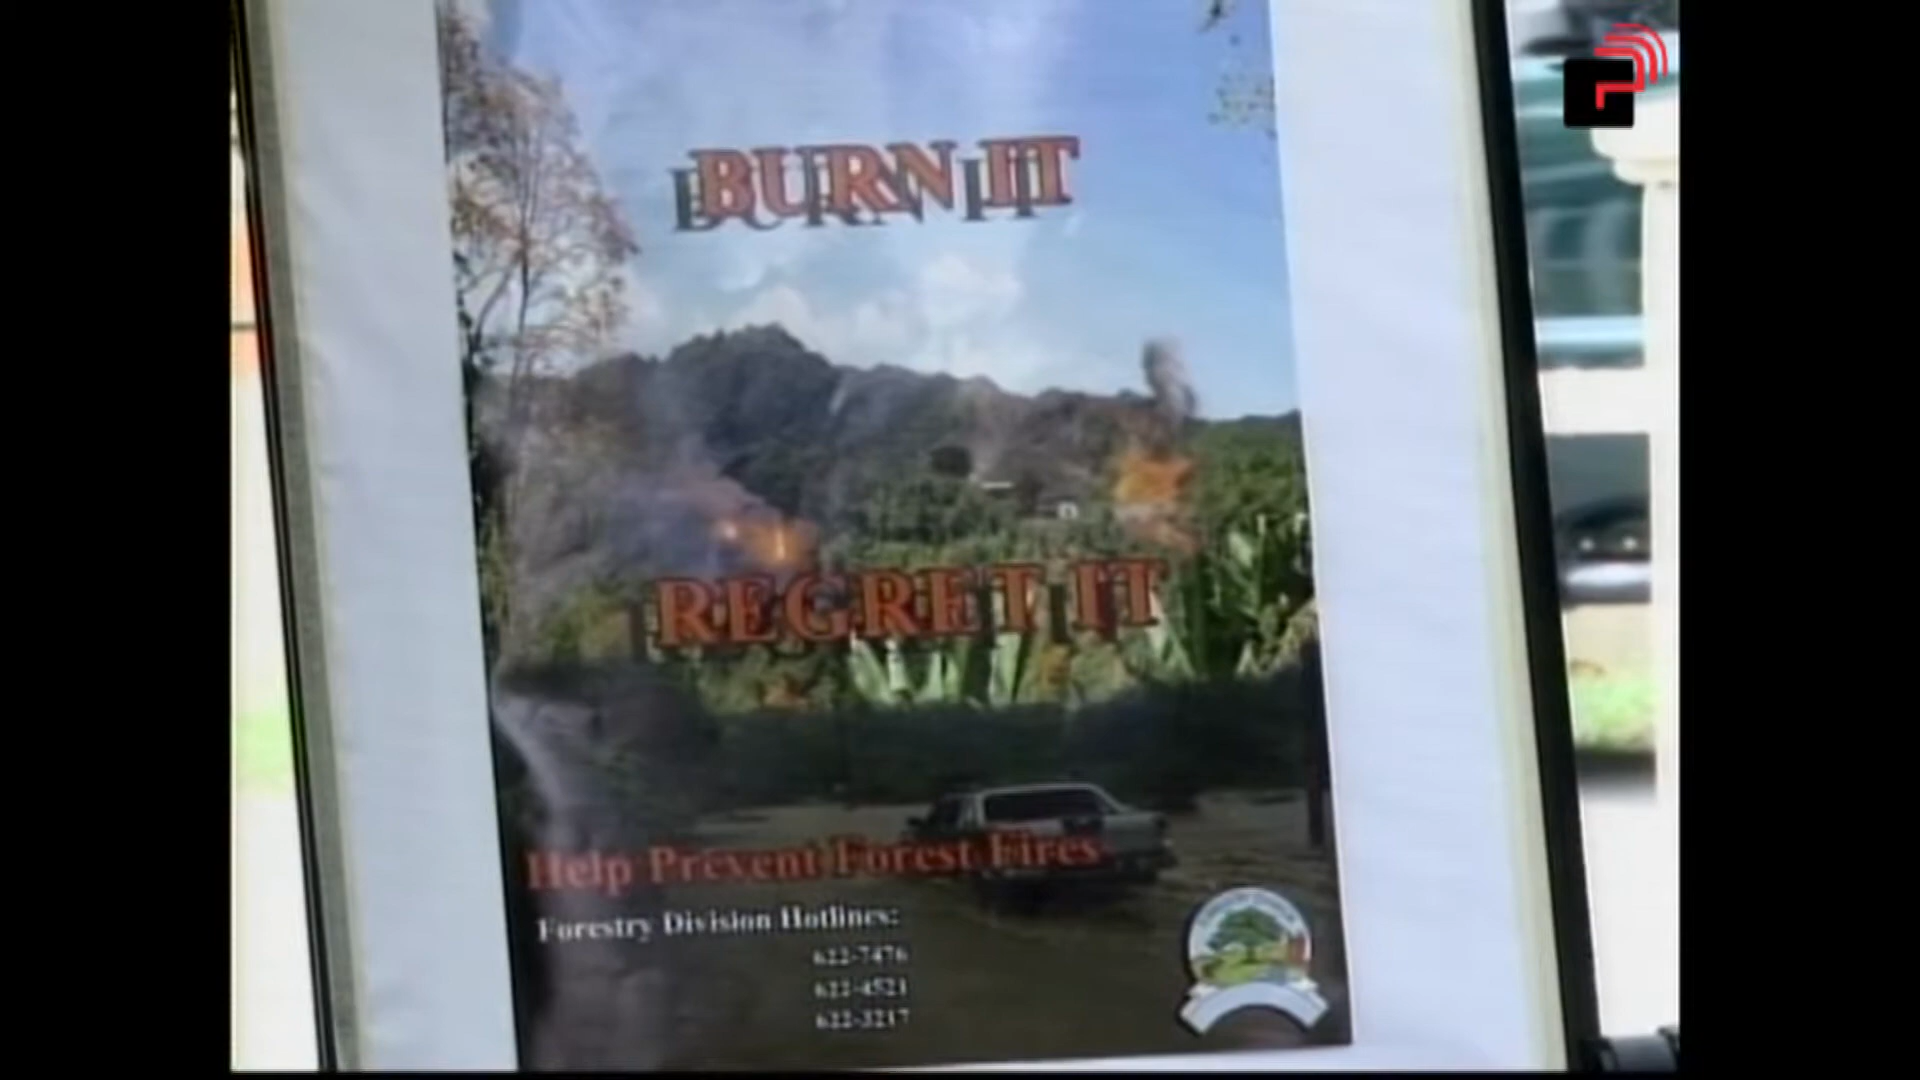 BURN IT
REGRET IT
Help Prevent Forest Fires
Forestry Division Hotlines:
622-7476
622-4521
622-3217